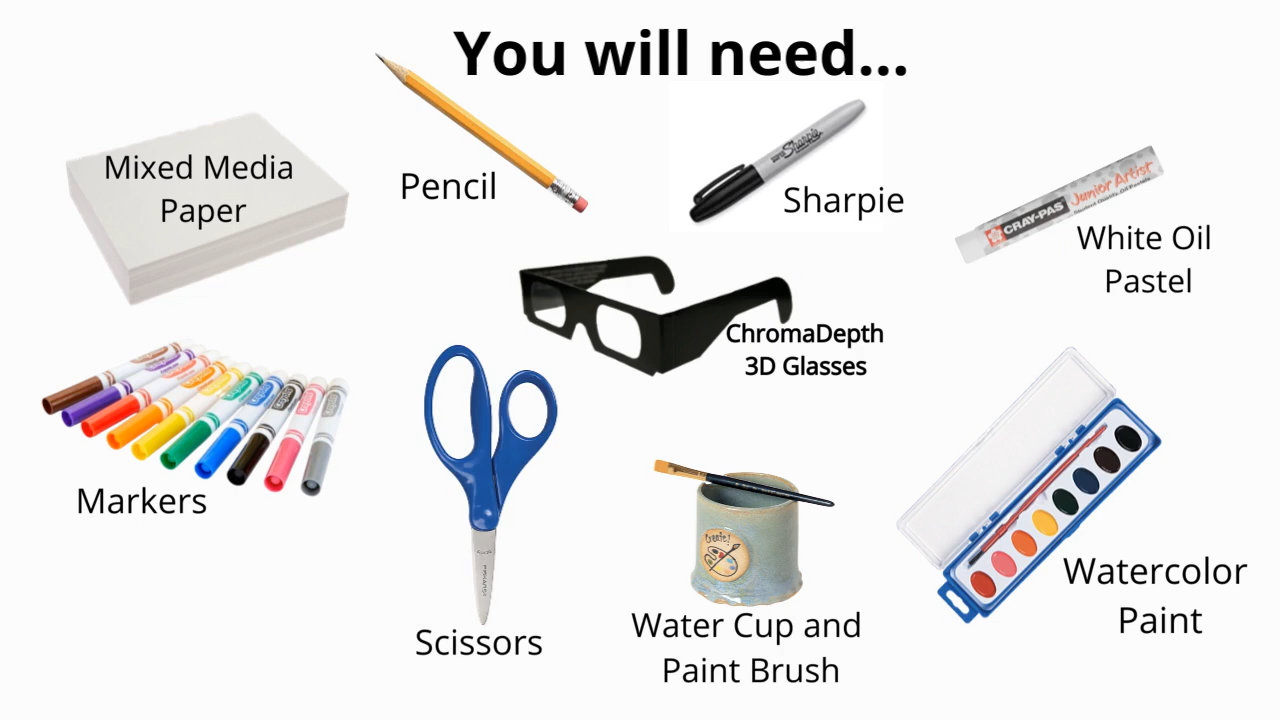 You will need...
Mixed Media
Paper
Pencil
Sharpie
Sharpie
CRAY-PAS Junior Artist
White Oil
Pastel
ChromaDepth
3D Glasses
Markers
Create!
Scissors
Water Cup and
Paint Brush
Watercolor
Paint